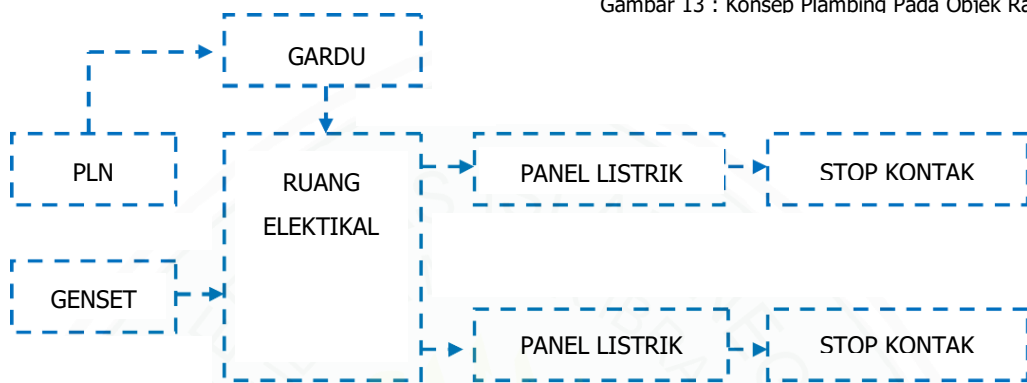 Gambar 13 : Konsep Plambing Pada Objek Ra
GARDU
PLN
RUANG
ELEKTIKAL
PANEL LISTRIK
STOP KONTAK
GENSET
PANEL LISTRIK
STOP KONTAK